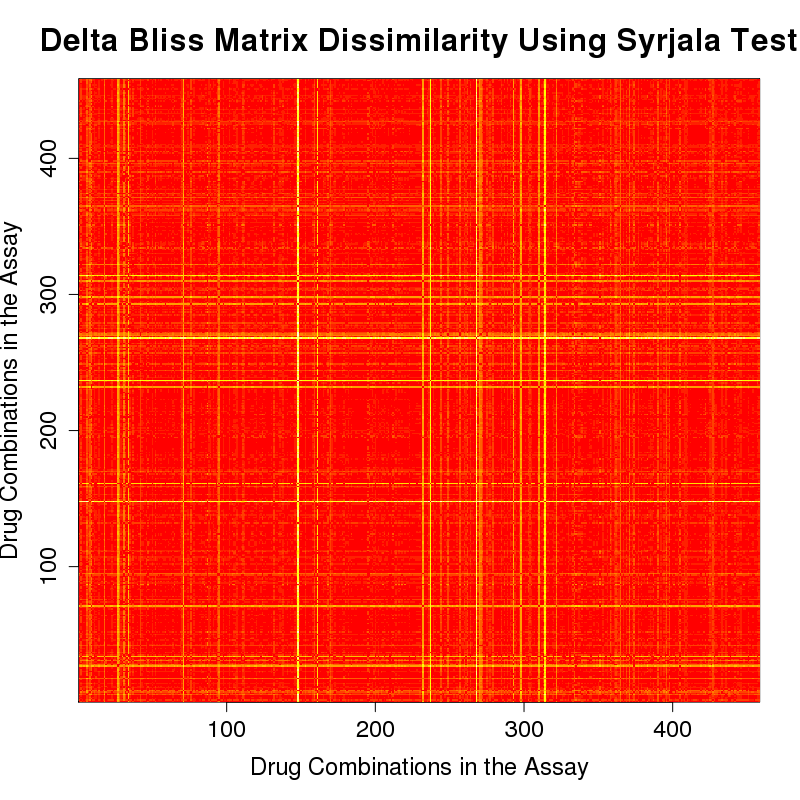 Delta Bliss Matrix Dissimilarity Using Syrjala Test
Drug Combinations in the Assay
400
300
200
100
100 200 300 400
Drug Combinations in the Assay